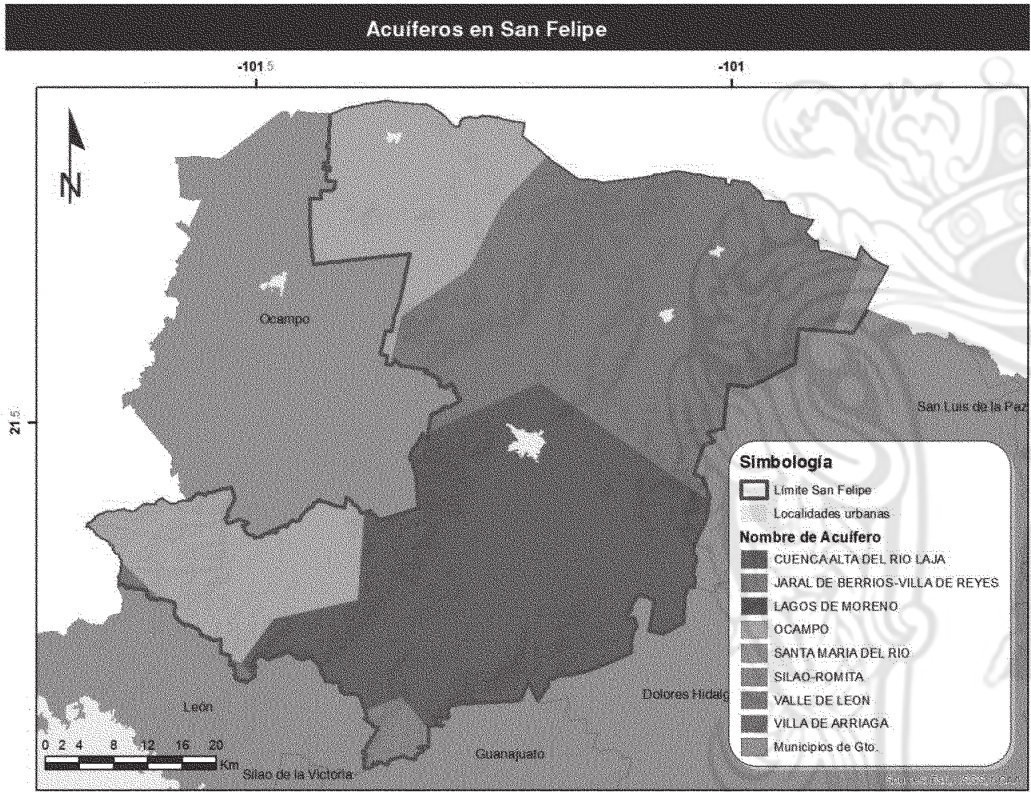 Acuíferos en San Felipe
-101.5
-101
N
Ocampo
21.5
San Luis de la Paz
Simbología
Límite San Felipe
Localidades urbanas
Nombre de Acuífero
CUENCA ALTA DEL RIO LAJA
JARAL DE BERRIOS-VILLA DE REYES
LAGOS DE MORENO
OCAMPO
SANTA MARIA DEL RIO
SILAO-ROMITA
VALLE DE LEON
VILLA DE ARRIAGA
Municipios de Gto.
Dolores Hidalg
León
Guanajuato
0 2 4 8 12 16 20
Km
Silao de la Victoria